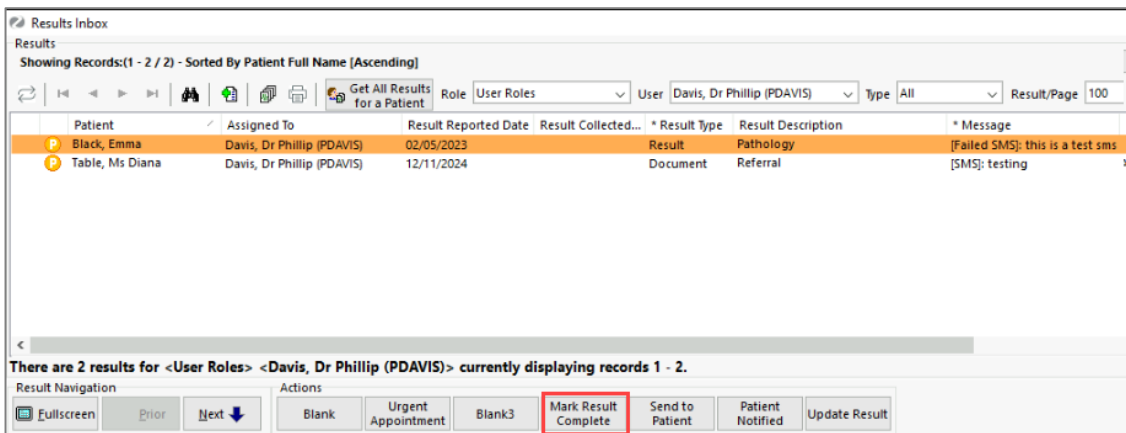 Results Inbox
Results
Showing Records:(1 - 2 / 2) - Sorted By Patient Full Name [Ascending]
Get All Results for a Patient Role User Roles User Davis, Dr Phillip (PDAVIS) Type All Result/Page 100
Patient Assigned To Result Reported Date Result Collected... * Result Type Result Description * Message
P Black, Emma Davis, Dr Phillip (PDAVIS) 02/05/2023 Result Pathology [Failed SMS]: this is a test sms
P Table, Ms Diana Davis, Dr Phillip (PDAVIS) 12/11/2024 Document Referral [SMS]: testing
There are 2 results for <User Roles> <Davis, Dr Phillip (PDAVIS)> currently displaying records 1 - 2.
Result Navigation Actions
Fullscreen Prior Next Blank Urgent Appointment Blank3 Mark Result Complete Send to Patient Patient Notified Update Result